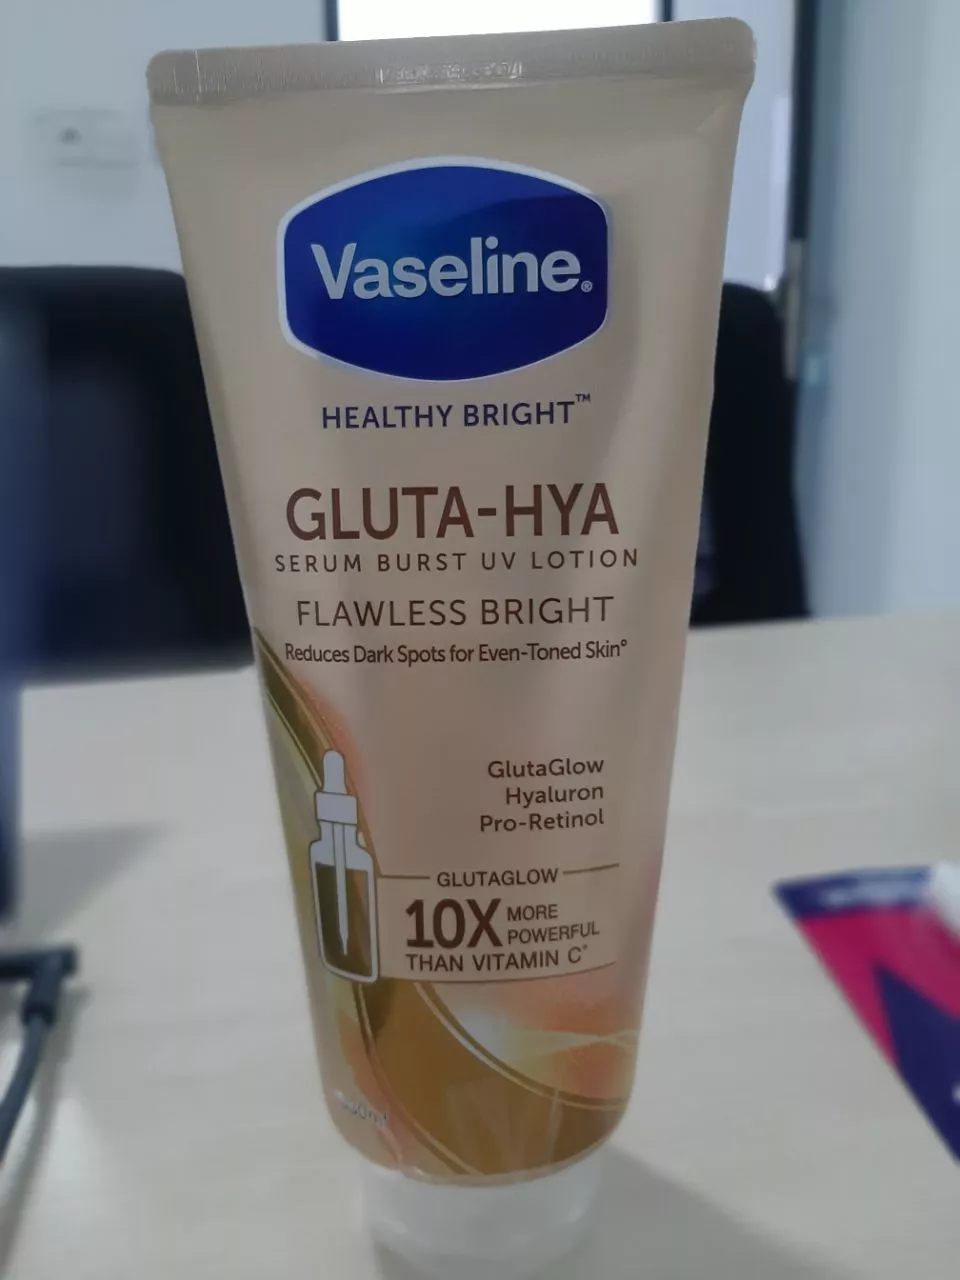 Vaseline®
HEALTHY BRIGHT™
GLUTA-HYA
SERUM BURST UV LOTION
FLAWLESS BRIGHT
Reduces Dark Spots for Even-Toned Skin°
GlutaGlow
Hyaluron
Pro-Retinol
GLUTAGLOW
10X MORE
POWERFUL
THAN VITAMIN C*